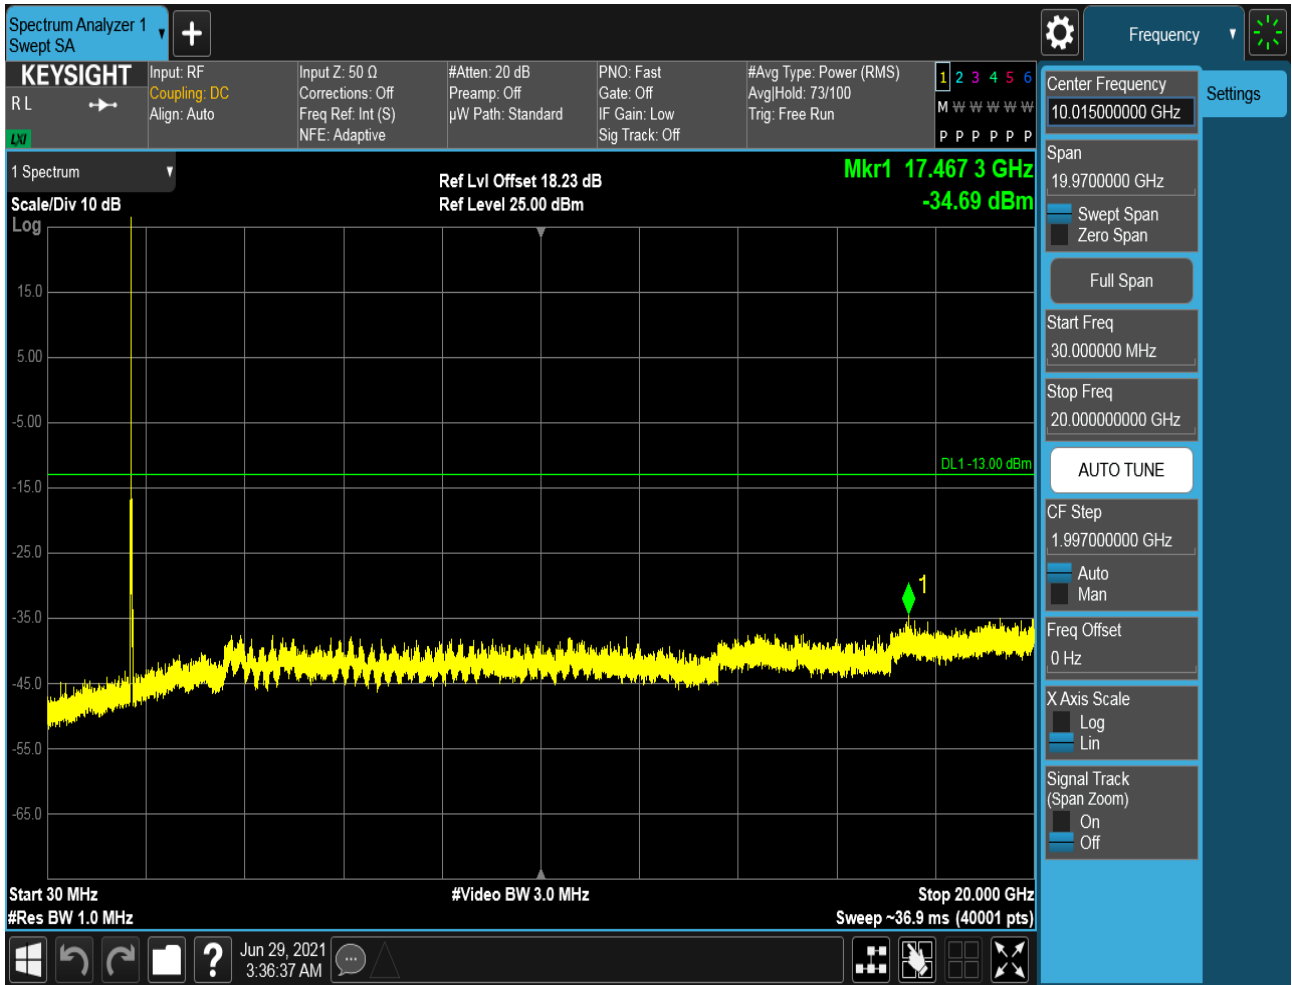 Spectrum Analyzer 1
Swept SA
Frequency
KEYSIGHT
R L
LXI
Input: RF
Coupling: DC
Align: Auto
Input Z: 50 Ω
Corrections: Off
Freq Ref: Int (S)
NFE: Adaptive
#Atten: 20 dB
Preamp: Off
µW Path: Standard
PNO: Fast
Gate: Off
IF Gain: Low
Sig Track: Off
#Avg Type: Power (RMS)
Avg|Hold: 73/100
Trig: Free Run
1 2 3 4 5 6
M W W W W W
P P P P P P
1 Spectrum
Scale/Div 10 dB
Log
Ref Lvl Offset 18.23 dB
Ref Level 25.00 dBm
Mkr1 17.467 3 GHz
-34.69 dBm
15.0
5.00
-5.00
-15.0
-25.0
-35.0
-45.0
-55.0
-65.0
DL1 -13.00 dBm
1
Start 30 MHz
#Res BW 1.0 MHz
#Video BW 3.0 MHz
Stop 20.000 GHz
Sweep ~36.9 ms (40001 pts)
Center Frequency
10.015000000 GHz
Settings
Span
19.9700000 GHz
Swept Span
Zero Span
Full Span
Start Freq
30.000000 MHz
Stop Freq
20.000000000 GHz
AUTO TUNE
CF Step
1.997000000 GHz
Auto
Man
Freq Offset
0 Hz
X Axis Scale
Log
Lin
Signal Track
(Span Zoom)
On
Off
?
Jun 29, 2021
3:36:37 AM